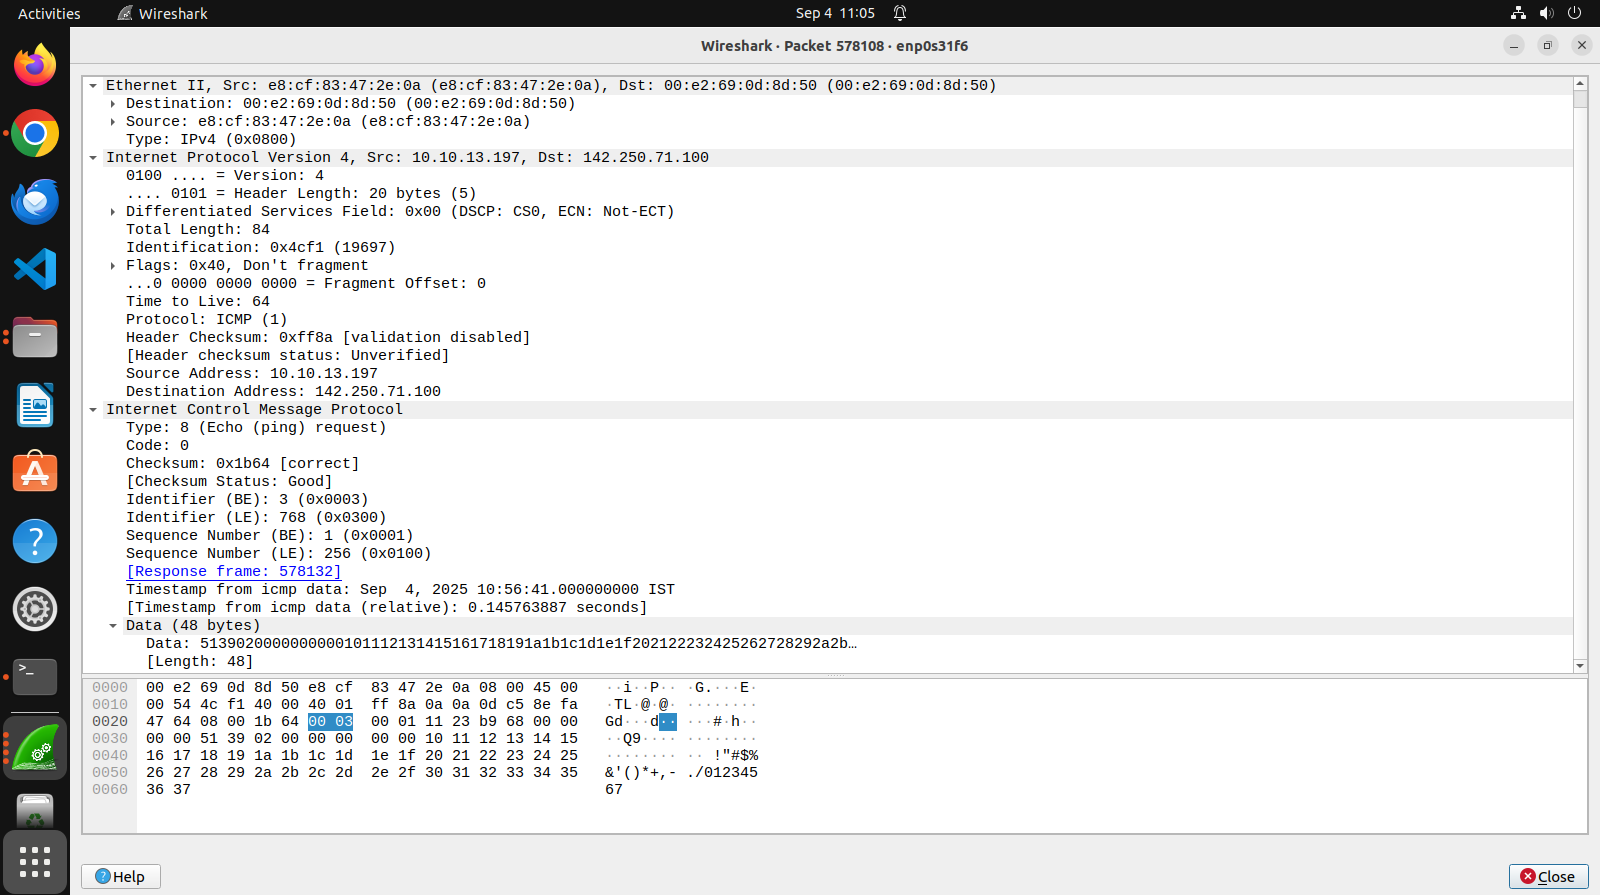 Activities
Wireshark
Sep 4 11:05
Wireshark · Packet 578108 · enp0s31f6
Ethernet II, Src: e8:cf:83:47:2e:0a (e8:cf:83:47:2e:0a), Dst: 00:e2:69:0d:8d:50 (00:e2:69:0d:8d:50)
Destination: 00:e2:69:0d:8d:50 (00:e2:69:0d:8d:50)
Source: e8:cf:83:47:2e:0a (e8:cf:83:47:2e:0a)
Type: IPv4 (0x0800)
Internet Protocol Version 4, Src: 10.10.13.197, Dst: 142.250.71.100
0100 .... = Version: 4
.... 0101 = Header Length: 20 bytes (5)
Differentiated Services Field: 0x00 (DSCP: CS0, ECN: Not-ECT)
Total Length: 84
Identification: 0x4cf1 (19697)
Flags: 0x40, Don't fragment
...0 0000 0000 0000 = Fragment Offset: 0
Time to Live: 64
Protocol: ICMP (1)
Header Checksum: 0xff8a [validation disabled]
[Header checksum status: Unverified]
Source Address: 10.10.13.197
Destination Address: 142.250.71.100
Internet Control Message Protocol
Type: 8 (Echo (ping) request)
Code: 0
Checksum: 0x1b64 [correct]
[Checksum Status: Good]
Identifier (BE): 3 (0x0003)
Identifier (LE): 768 (0x0300)
Sequence Number (BE): 1 (0x0001)
Sequence Number (LE): 256 (0x0100)
[Response frame: 578132]
Timestamp from icmp data: Sep  4, 2025 10:56:41.000000000 IST
[Timestamp from icmp data (relative): 0.145763887 seconds]
Data (48 bytes)
Data: 513902000000000010111213141516171819​1a1b1c1d1e1f202122232425262728292a2b…
[Length: 48]
0000 00 e2 69 0d 8d 50 e8 cf 83 47 2e 0a 08 00 45 00 ··i··P·· ·G.···E·
0010 00 54 4c f1 40 00 40 01 ff 8a 0a 0a 0d c5 8e fa ·TL·@·@· ········
0020 47 64 08 00 1b 64 00 03 00 01 11 23 b9 68 00 00 Gd···d·· ···#·h··
0030 00 00 51 39 02 00 00 00 00 00 10 11 12 13 14 15 ··Q9···· ········
0040 16 17 18 19 1a 1b 1c 1d 1e 1f 20 21 22 23 24 25 ········ ·· !"#$%
0050 26 27 28 29 2a 2b 2c 2d 2e 2f 30 31 32 33 34 35 &'()*+,- ./012345
0060 36 37 67
Help
Close